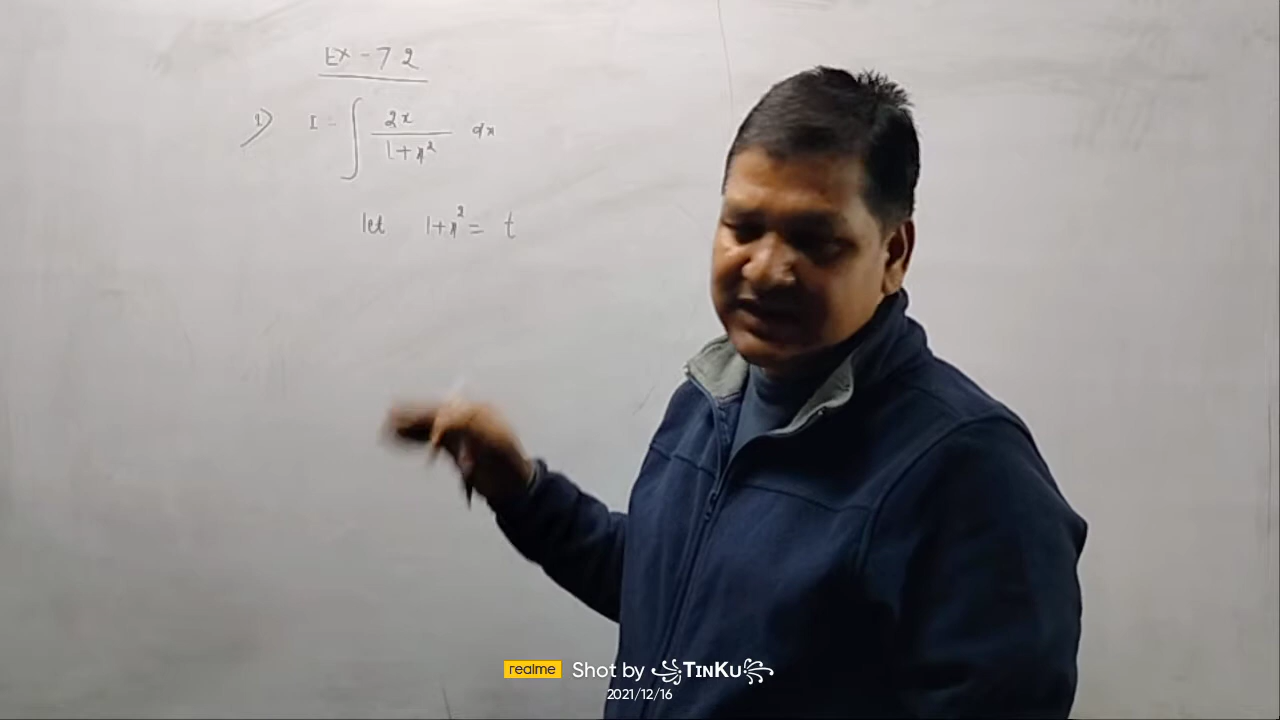 Ex - 7 2
1) I = ∫ 2x / 1+x² dx
let 1+x² = t
realme Shot by TINKU
2021/12/16